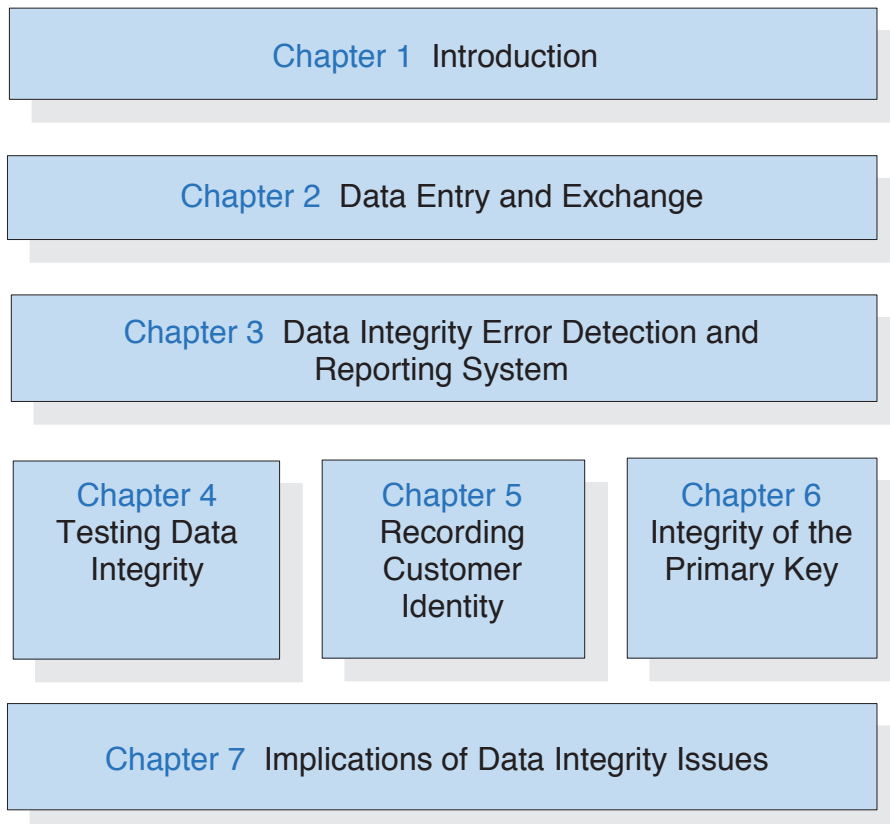 Chapter 1 Introduction
Chapter 2 Data Entry and Exchange
Chapter 3 Data Integrity Error Detection and
Reporting System
Chapter 4
Testing Data
Integrity
Chapter 5
Recording
Customer
Identity
Chapter 6
Integrity of the
Primary Key
Chapter 7 Implications of Data Integrity Issues